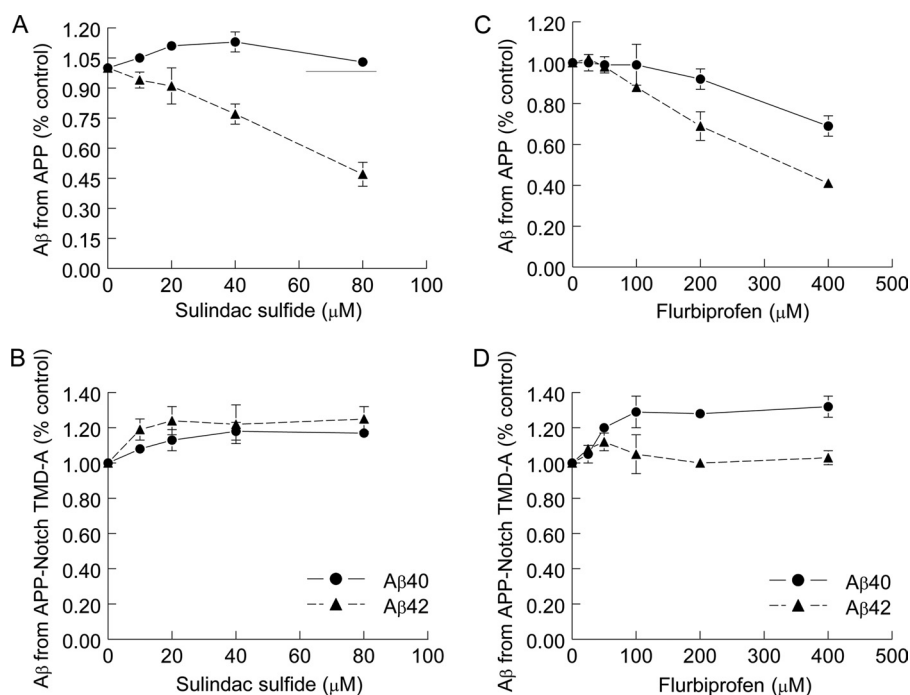 A
Aβ from APP (% control)
1.20
1.05
0.90
0.75
0.60
0.45
1.30
1.15
0.00
0 20 40 60 80 100
Sulindac sulfide (μM)
C
Aβ from APP (% control)
1.20
1.00
0.80
0.60
0.40
0.20
0.00
0 100 200 300 400 500
Flurbiprofen (μM)
B
Aβ from APP-Notch TMD-A (% control)
1.40
1.20
1.00
0.80
0.60
1.40
1.20
0.00
0 20 40 60 80 100
Sulindac sulfide (μM)
Aβ40
Aβ42
D
Aβ from APP-Notch TMD-A (% control)
1.40
1.20
1.00
0.80
0.60
1.40
1.20
0.00
0 100 200 300 400 500
Flurbiprofen (μM)
Aβ40
Aβ42